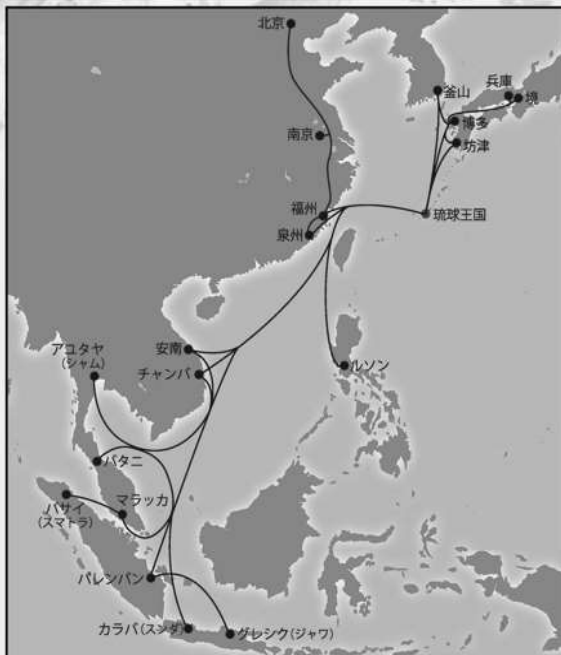 北京
釜山
兵庫
堺
博多
坊津
南京
福州
泉州
琉球王国
アユタヤ
(シャム)
安南
チャンパ
ルソン
パタニ
パサイ
(スマトラ)
マラッカ
パレンバン
カラパ(スンダ)
グレシク(ジャワ)